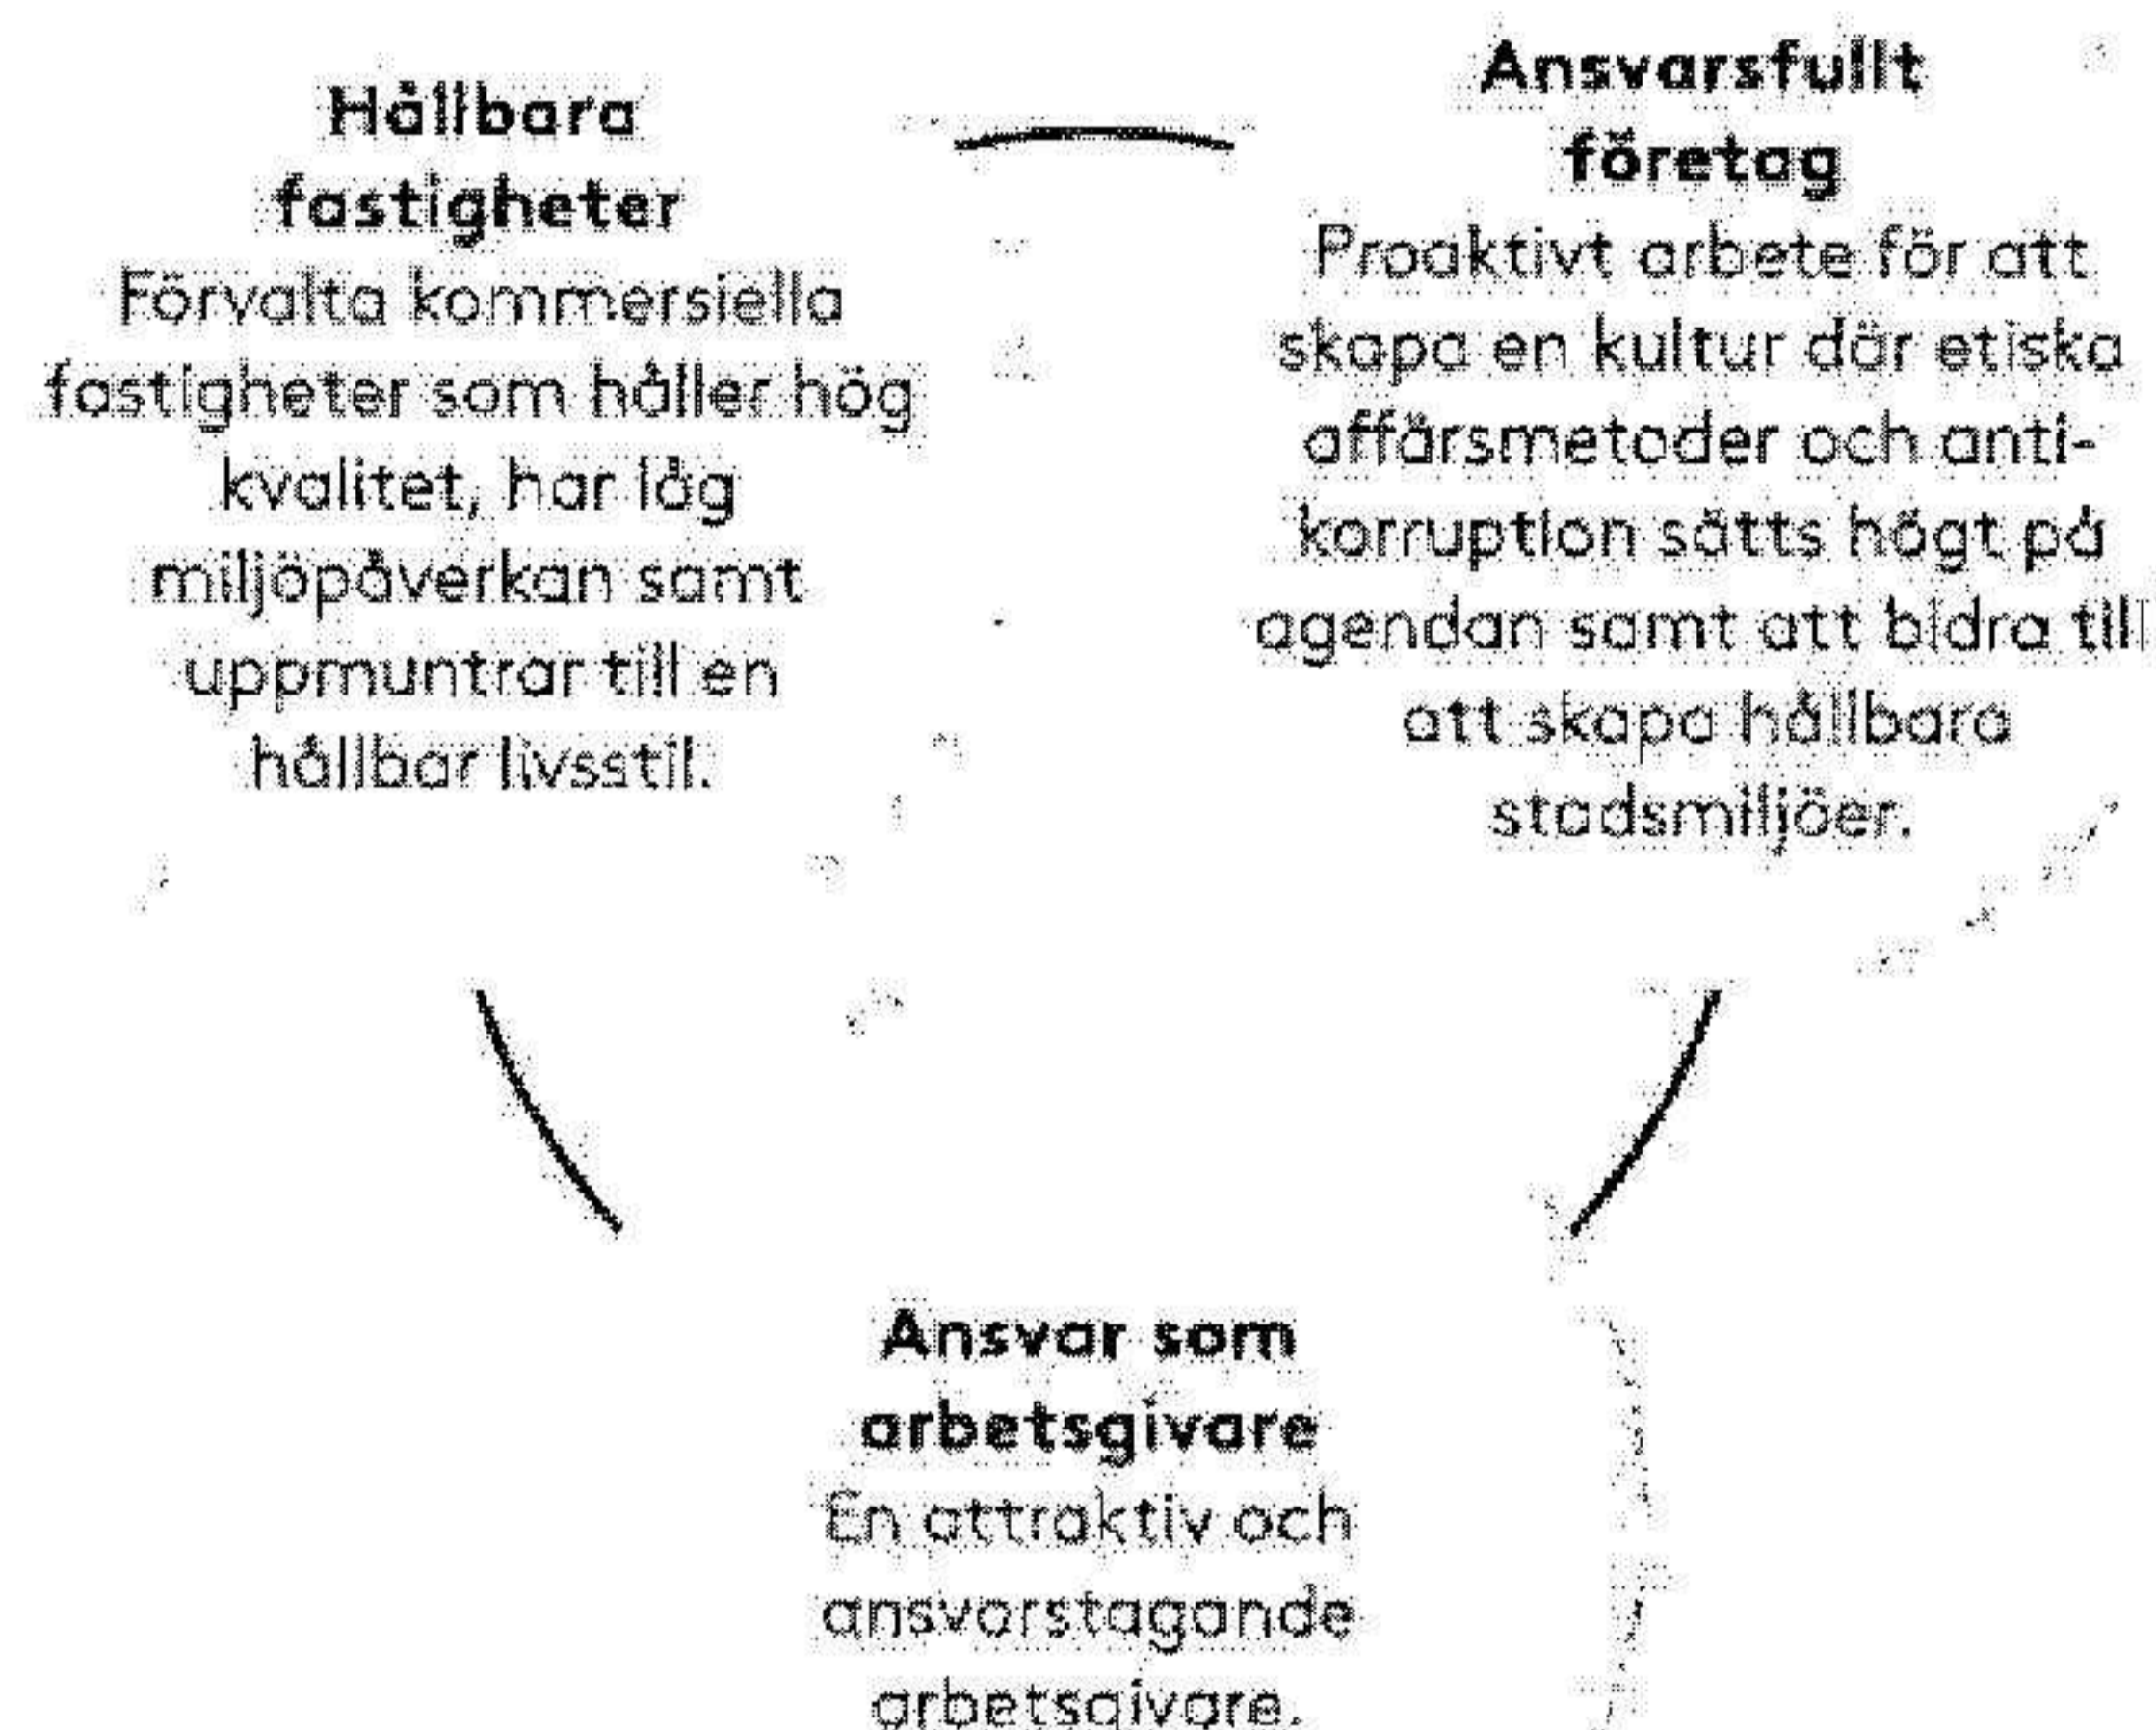 Hållbara
fastigheter
Förvalta kommersiella
fastigheter som håller hög
kvalitet, har låg
miljöpåverkan samt
uppmuntrar till en
hållbar livsstil.
Ansvarsfullt
företag
Proaktivt arbete för att
skapa en kultur där etiska
affärsmetoder och anti-
korruption sätts högt på
agendan samt att bidra till
att skapa hållbara
stadsmiljöer.
Ansvar som
arbetsgivare
En attraktiv och
ansvarstagande
arbetsgivare.